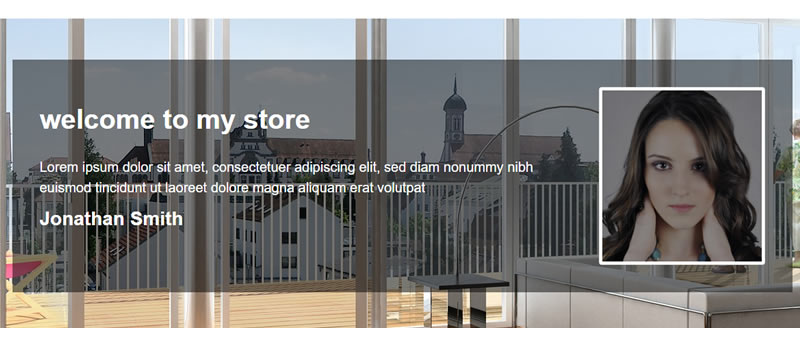 welcome to my store
Lorem ipsum dolor sit amet, consectetuer adipiscing elit, sed diam nonummy nibh
euismod tincidunt ut laoreet dolore magna aliquam erat volutpat
Jonathan Smith